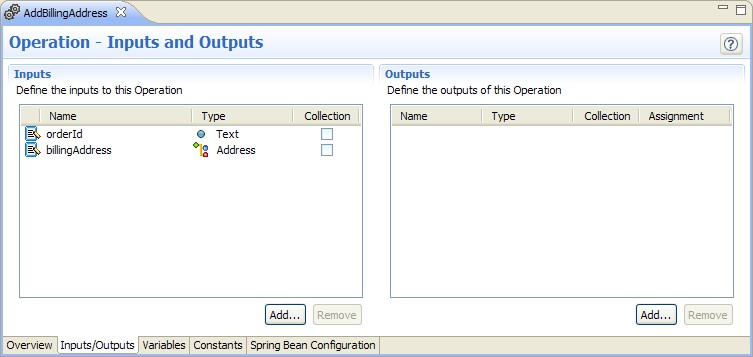 AddBillingAddress
Operation - Inputs and Outputs
?
Inputs
Define the inputs to this Operation
Name Type Collection
orderId Text
billingAddress Address
Add... Remove
Outputs
Define the outputs of this Operation
Name Type Collection Assignment
Add... Remove
Overview Inputs/Outputs Variables Constants Spring Bean Configuration